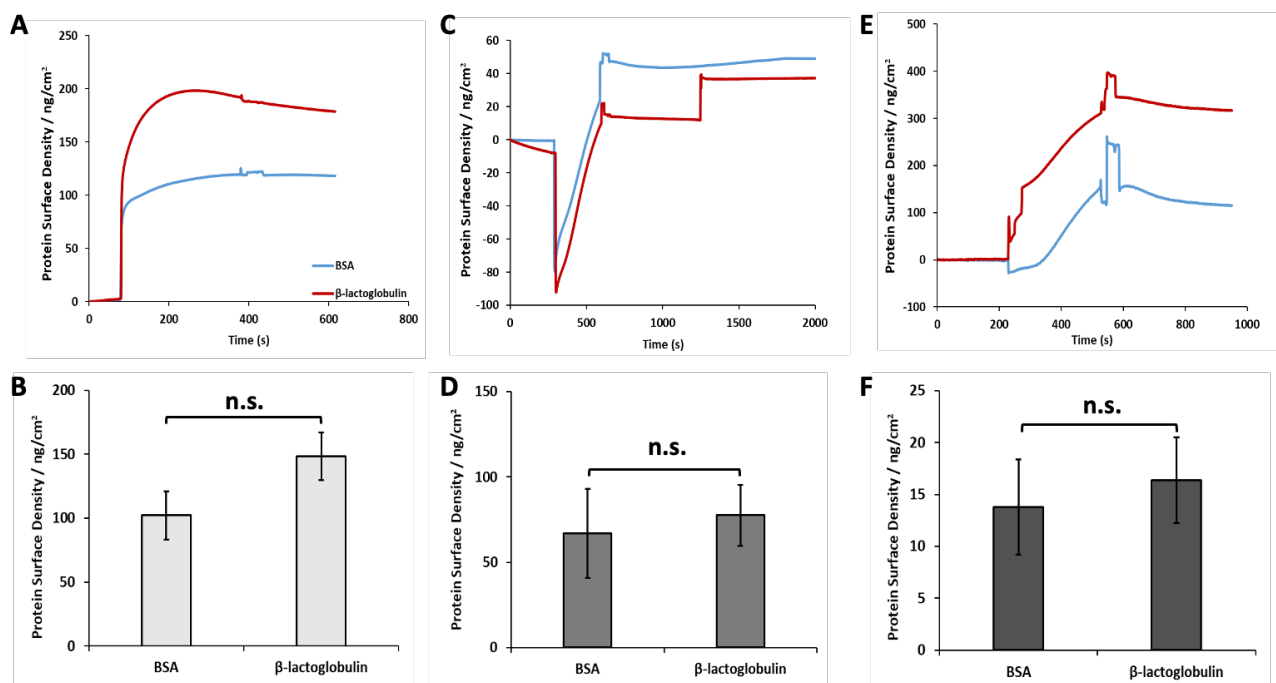 A
Protein Surface Density / ng/cm²
250
200
150
100
50
0
0 200 400 600 800
Time (s)
BSA
β-lactoglobulin
C
Protein Surface Density / ng/cm²
60
40
20
0
-20
-40
-60
-80
-100
0 500 1000 1500 2000
Time (s)
E
Protein Surface Density / ng/cm²
500
400
300
200
100
0
-100
0 200 400 600 800 1000
Time (s)
B
Protein Surface Density / ng/cm²
200
150
100
50
0
n.s.
BSA β-lactoglobulin
D
Protein Surface Density / ng/cm²
150
100
50
0
n.s.
BSA β-lactoglobulin
F
Protein Surface Density / ng/cm²
25
20
15
10
5
0
n.s.
BSA β-lactoglobulin